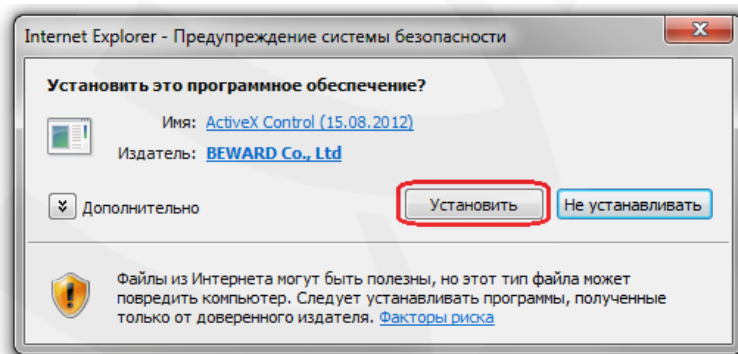 Internet Explorer - Предупреждение системы безопасности
Установить это программное обеспечение?
Имя: ActiveX Control (15.08.2012)
Издатель: BEWARD Co., Ltd
Дополнительно Установить Не устанавливать
Файлы из Интернета могут быть полезны, но этот тип файла может
повредить компьютер. Следует устанавливать программы, полученные
только от доверенного издателя. Факторы риска